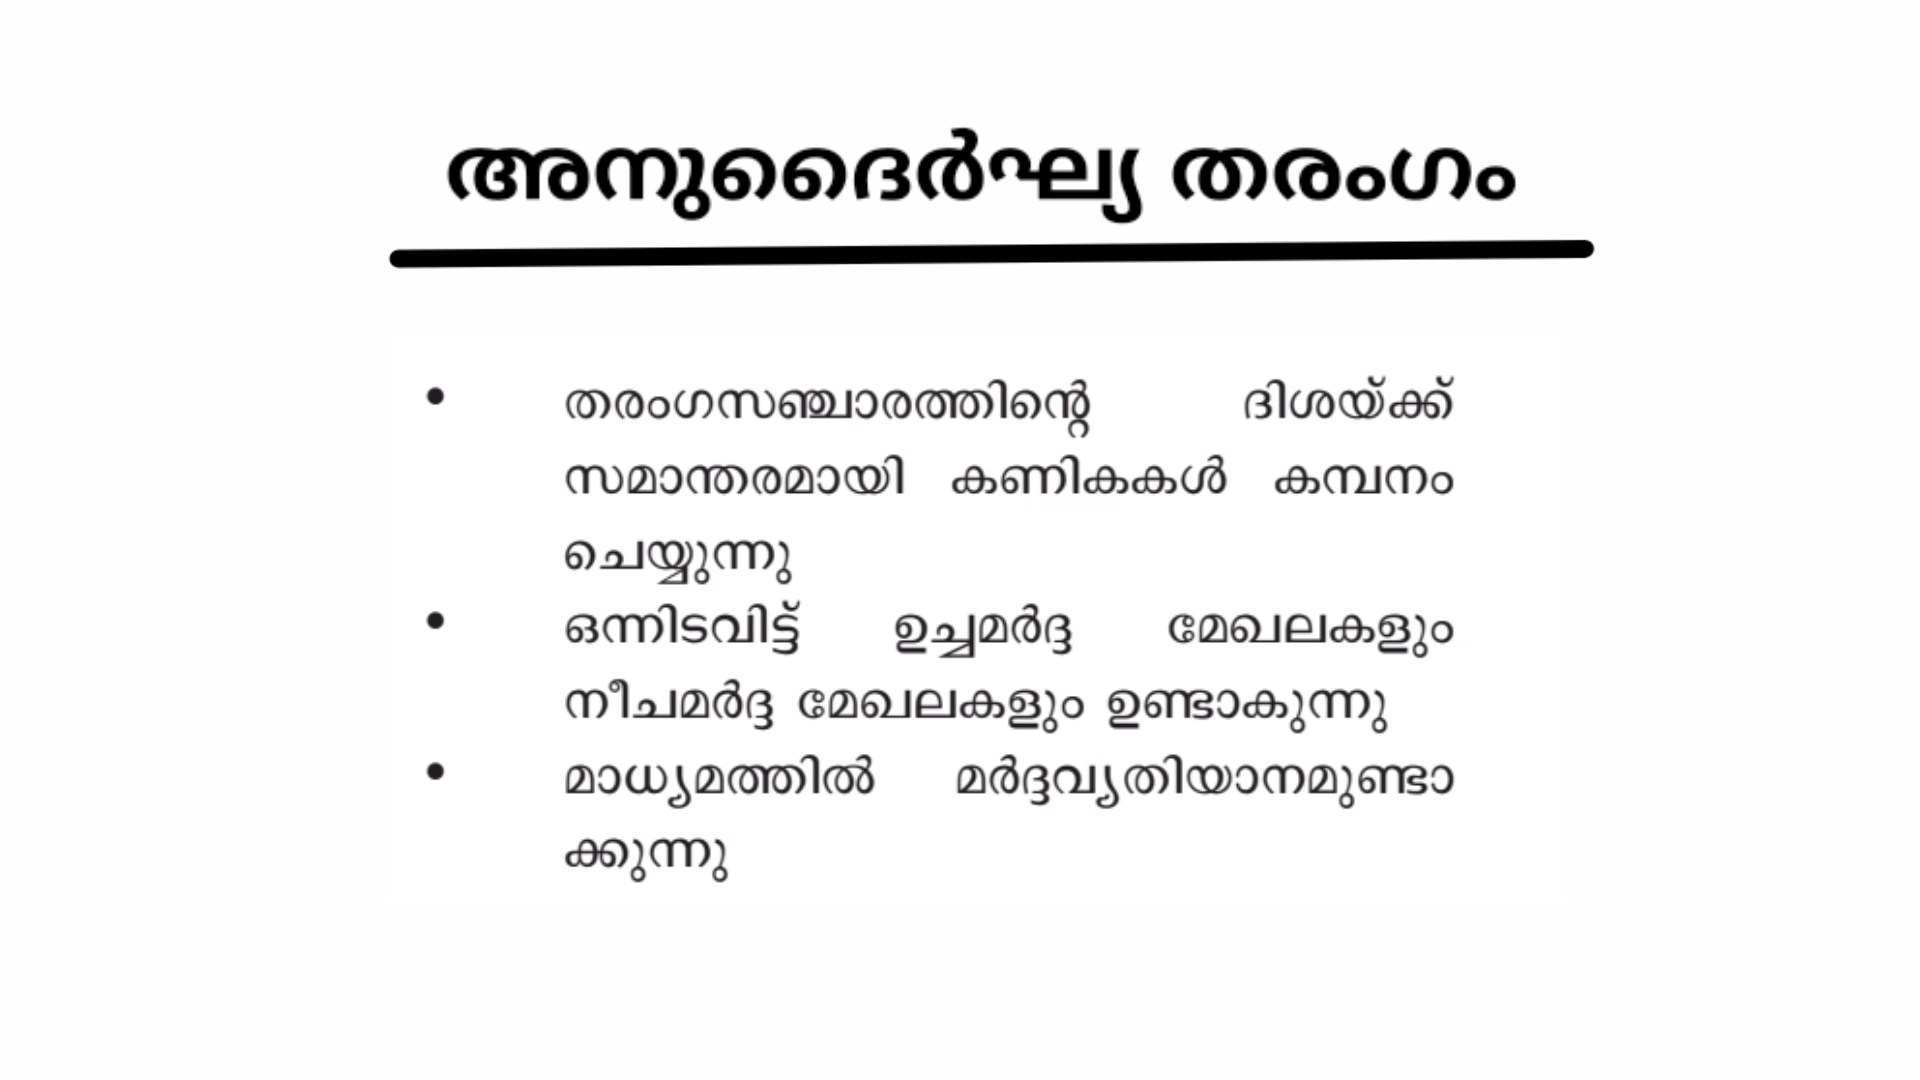 അനുദൈർഘ്യ തരംഗം
• തരംഗസഞ്ചാരത്തിന്റെ ദിശയ്ക്ക്
സമാന്തരമായി കണികകൾ കമ്പനം
ചെയ്യുന്നു
• ഒന്നിടവിട്ട് ഉച്ചമർദ്ദ മേഖലകളും
നീചമർദ്ദ മേഖലകളും ഉണ്ടാകുന്നു
• മാധ്യമത്തിൽ മർദ്ദവ്യതിയാനമുണ്ടാ
ക്കുന്നു